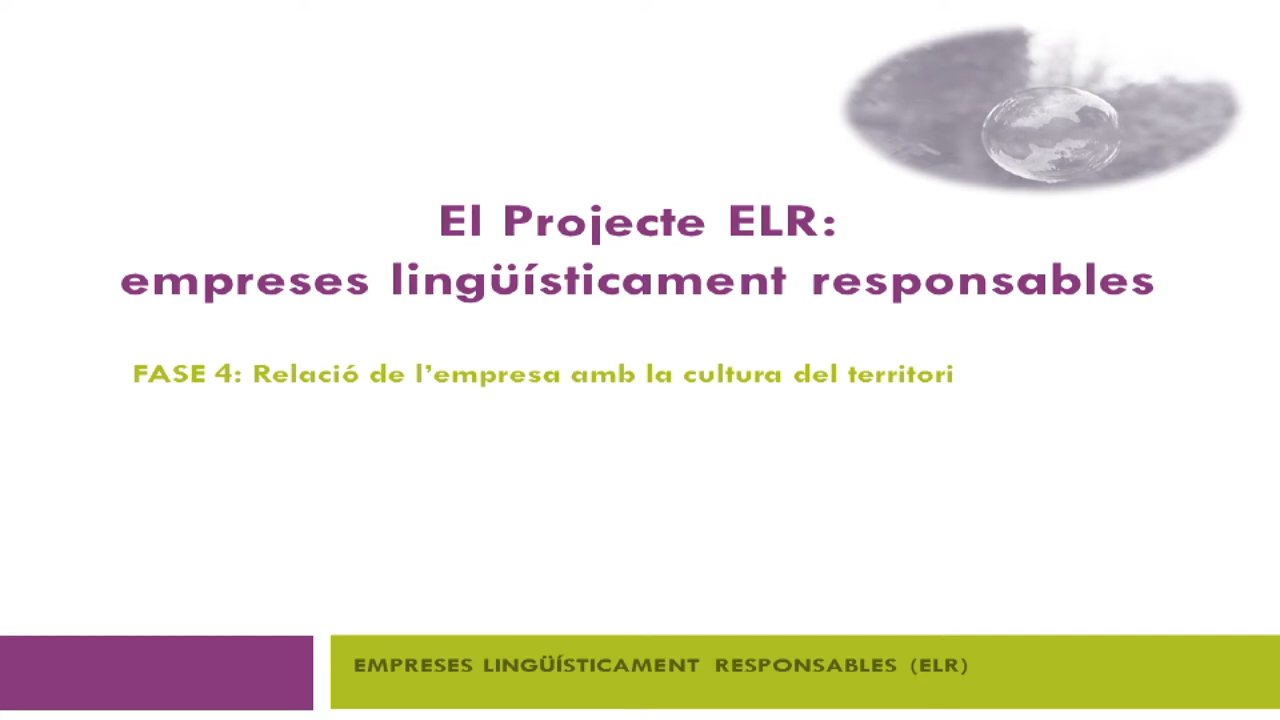 El Projecte ELR:
empreses lingüísticament responsables
FASE 4: Relació de l’empresa amb la cultura del territori
EMPRESES LINGÜÍSTICAMENT RESPONSABLES (ELR)